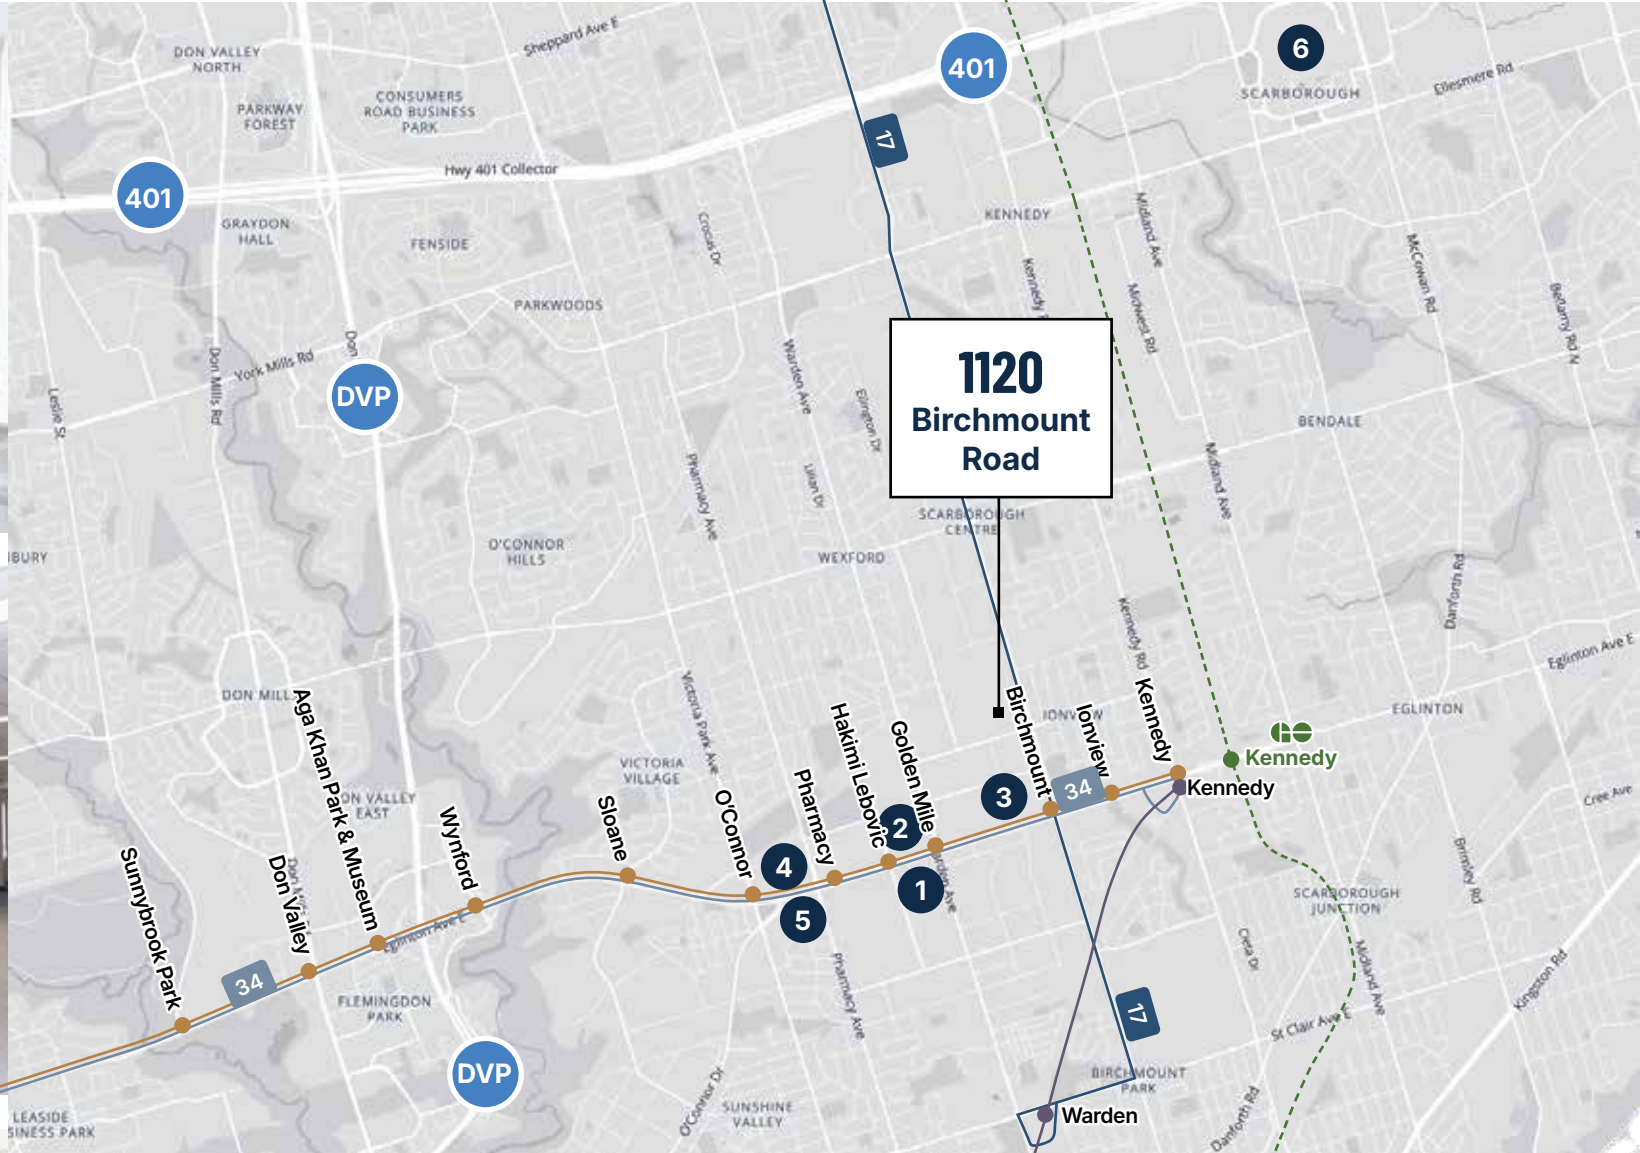 Sheppard Ave E
DON VALLEY
NORTH
401
6
SCARBOROUGH
Ellesmere Rd
PARKWAY
FOREST
CONSUMERS
ROAD BUSINESS
PARK
17
Hwy 401 Collector
401
GRAYDON
HALL
FENSIDE
Crocus Dr
KENNEDY
Midland Ave
McCowan Rd
Bellamy Rd N
PARKWOODS
Kennedy R
Midwest Rd
1120
Birchmount
Road
Don
York Mills Rd
Don Mills Rd
DVP
Leslie St
Warden Ave
Ellington Dr
BENDALE
Midland Ave
Pharmacy Ave
Lilian Dr
SCARBOROUGH
CENTRE
BURY
O'CONNOR
HILLS
WEXFORD
Danforth Rd
Kennedy Rd
Eglinton Ave E
DON MILLS
Victoria Park Ave
IONVIEW
EGLINTON
VICTORIA
VILLAGE
Kennedy
Kennedy
Kennedy
Ionview
Birchmount
34
3
Golden Mile
Hakimi Lebovic
2
1
Pharmacy
4
5
O'Connor
Sloane
Wynford
Aga Khan Park & Museum
Don Valley
Sunnybrook Park
DON VALLEY
EAST
Cree Ave
Brimley Rd
SCARBOROUGH
JUNCTION
Eglinton Ave E
34
FLEMINGDON
PARK
Pharmacy Ave
17
Midland Ave
Kingston Rd
St Clair Ave E
DVP
BIRCHMOUNT
PARK
Warden
O'Connor Dr
SUNSHINE
VALLEY
Danforth Rd
LEASIDE
SINESS PARK